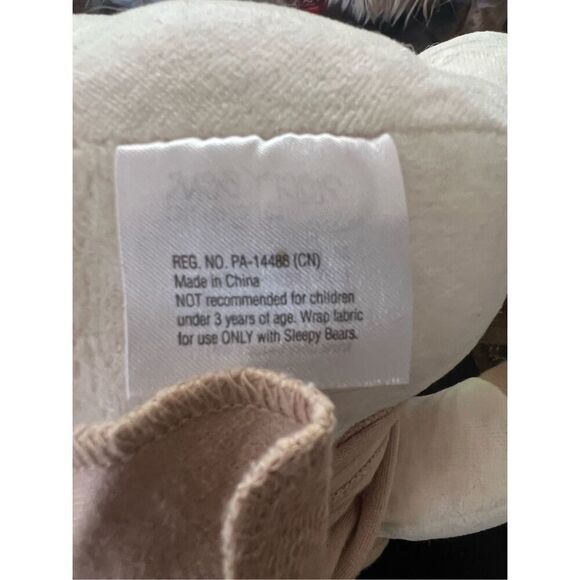 REG. NO. PA-14488 (CN)
Made in China
NOT recommended for children
under 3 years of age. Wrap fabric
for use ONLY with Sleepy Bears.